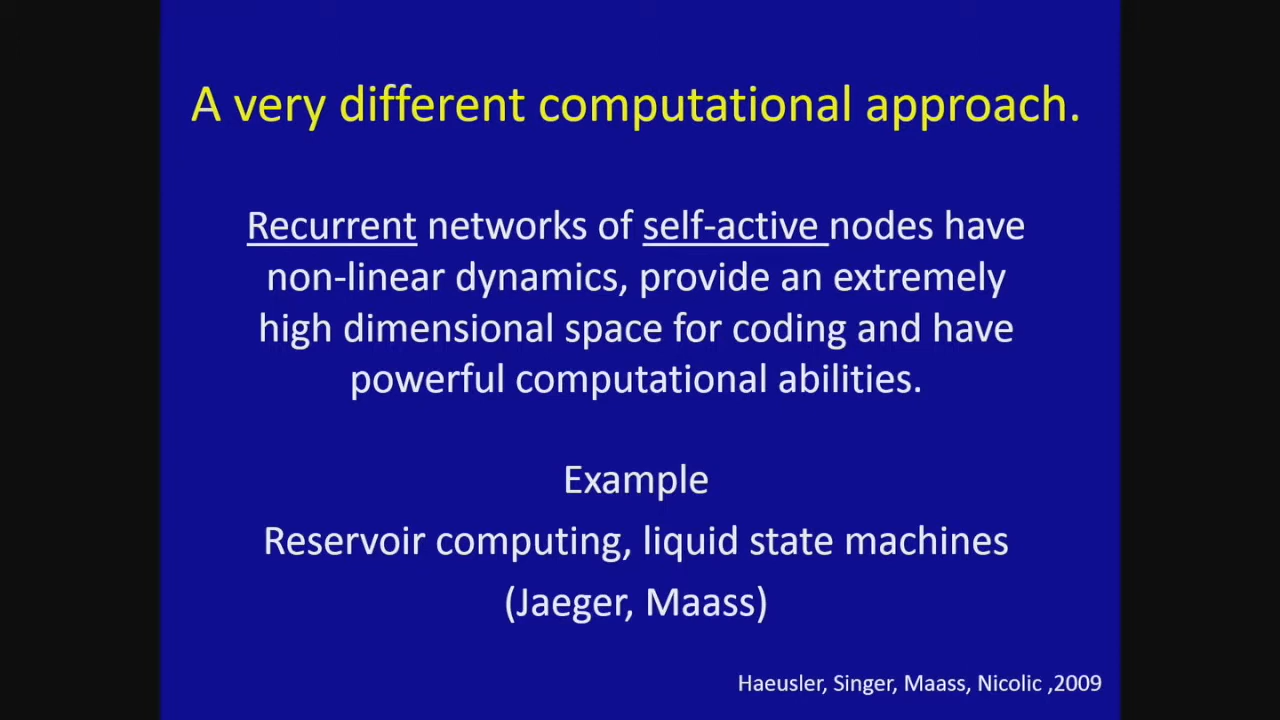 A very different computational approach.
Recurrent networks of self-active nodes have
non-linear dynamics, provide an extremely
high dimensional space for coding and have
powerful computational abilities.
Example
Reservoir computing, liquid state machines
(Jaeger, Maass)
Haeusler, Singer, Maass, Nicolic ,2009